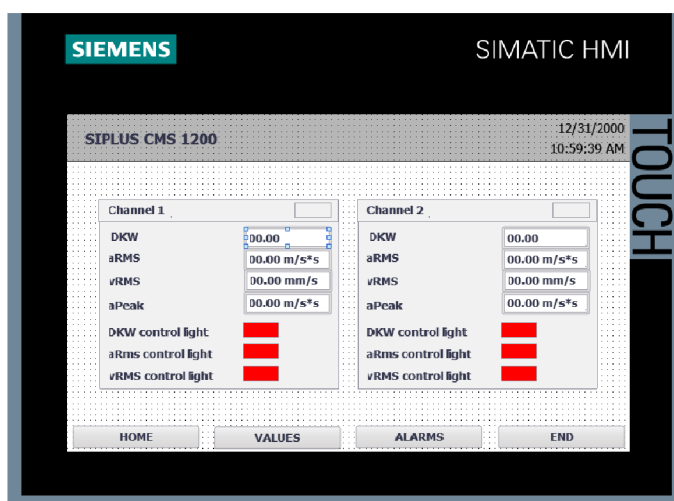 SIEMENS
SIMATIC HMI
TOUCH
SIPLUS CMS 1200
12/31/2000
10:59:39 AM
Channel 1
DKW 00.00
aRMS 00.00 m/s*s
vRMS 00.00 mm/s
aPeak 00.00 m/s*s
DKW control light
aRms control light
vRMS control light
Channel 2
DKW 00.00
aRMS 00.00 m/s*s
vRMS 00.00 mm/s
aPeak 00.00 m/s*s
DKW control light
aRms control light
vRMS control light
HOME VALUES ALARMS END